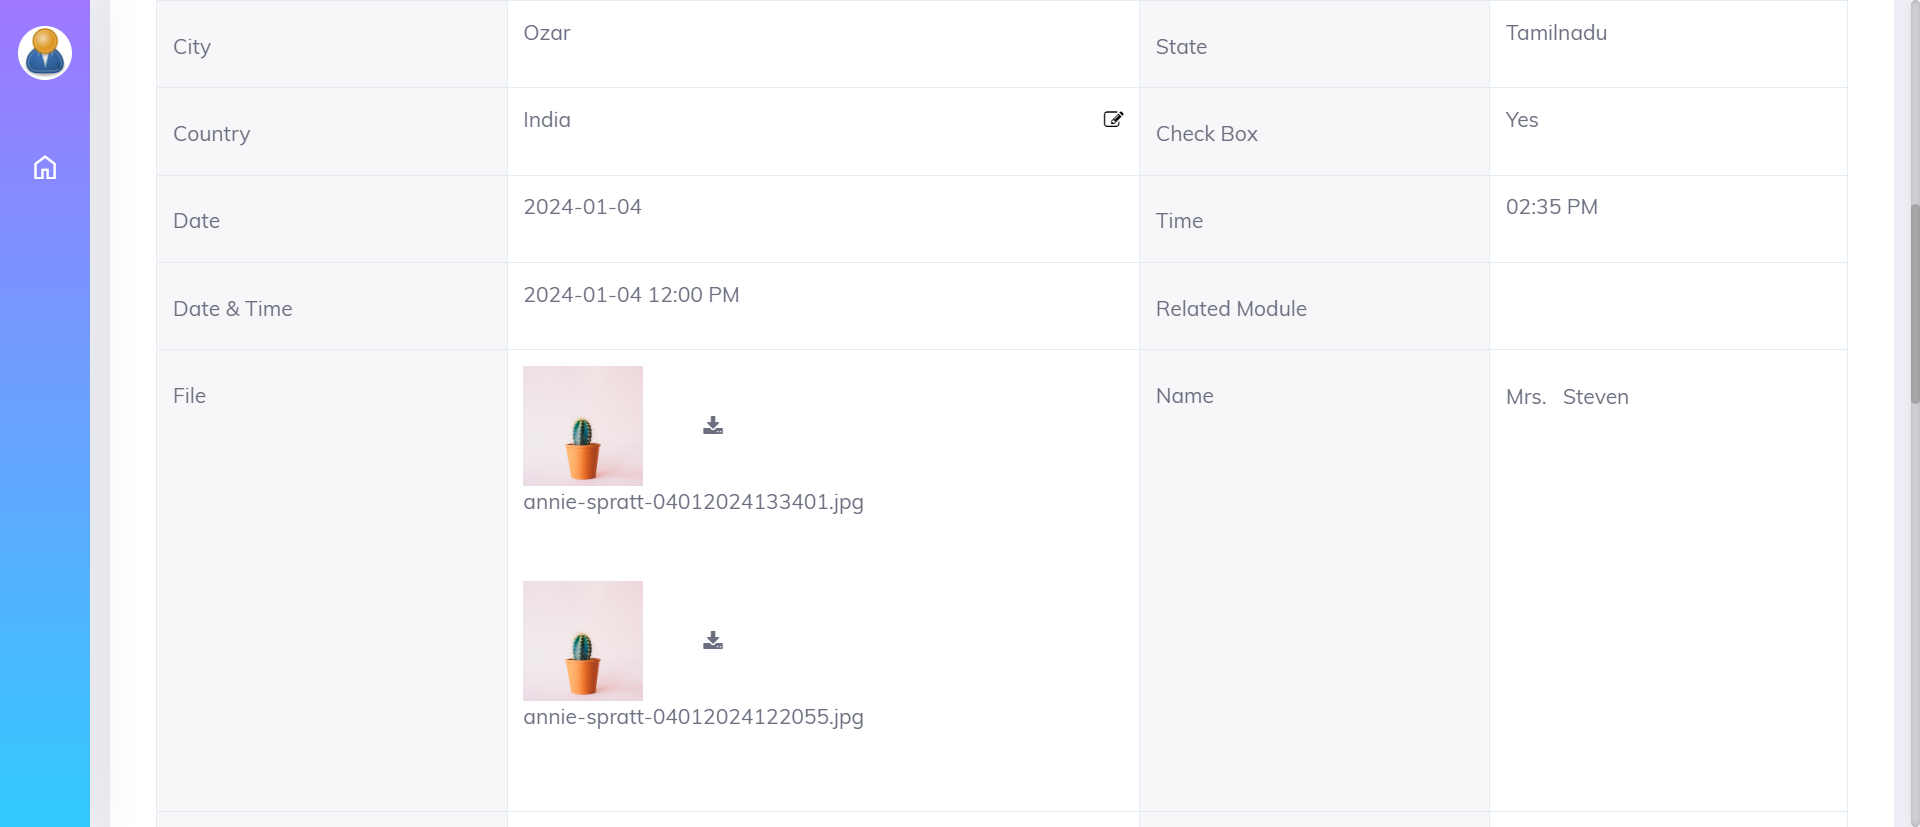 City
Ozar
State
Tamilnadu
Country
India
Check Box
Yes
Date
2024-01-04
Time
02:35 PM
Date & Time
2024-01-04 12:00 PM
Related Module
File
Name
Mrs. Steven
annie-spratt-04012024133401.jpg
annie-spratt-04012024122055.jpg